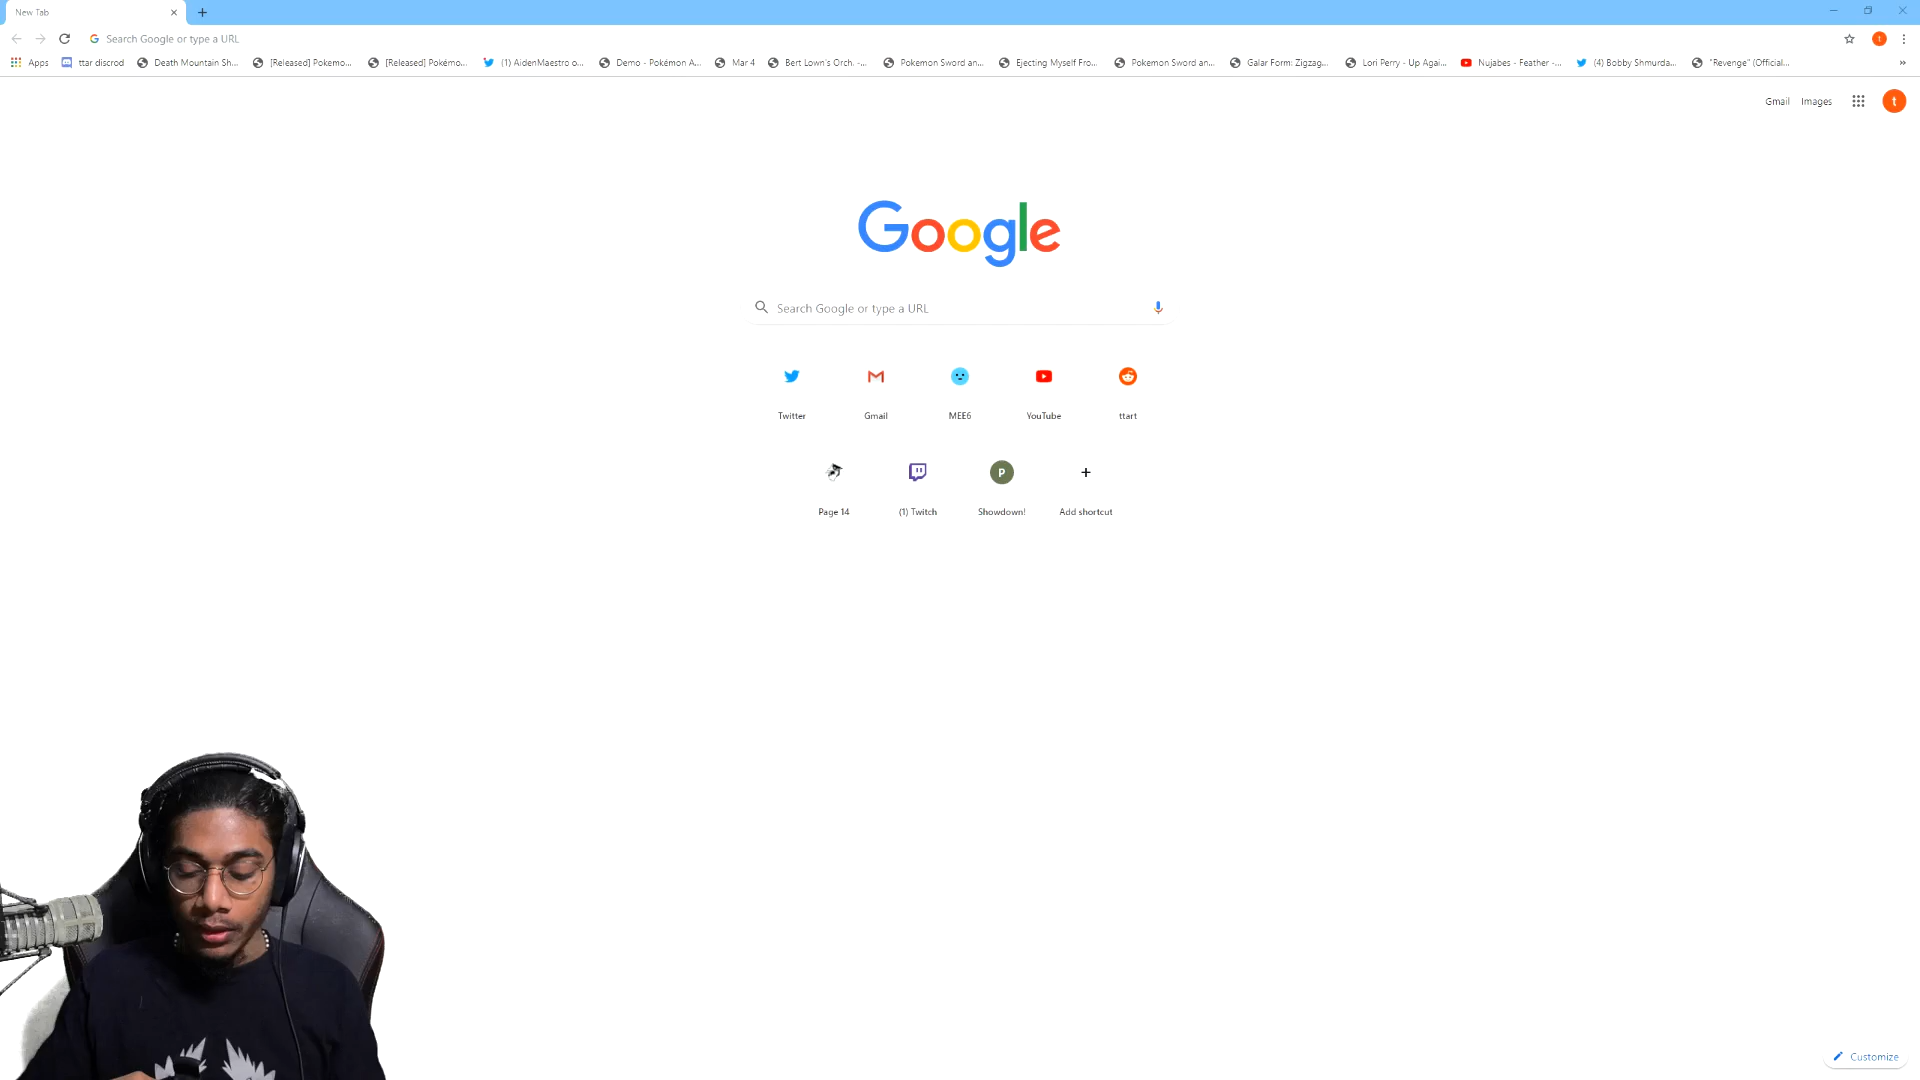 New Tab
Search Google or type a URL
Apps ttar discrod Death Mountain Sh... [Released] Pokemo... [Released] Pokémo... (1) AidenMaestro o... Demo - Pokémon A... Mar 4 Bert Lown's Orch. -... Pokemon Sword an... Ejecting Myself Fro... Pokemon Sword an... Galar Form: Zigzag... Lori Perry - Up Agai... Nujabes - Feather -... (4) Bobby Shmurda... "Revenge" (Official... »
Gmail Images t
Google
Search Google or type a URL
Twitter Gmail MEE6 YouTube ttart
P
Page 14 (1) Twitch Showdown! Add shortcut
Customize